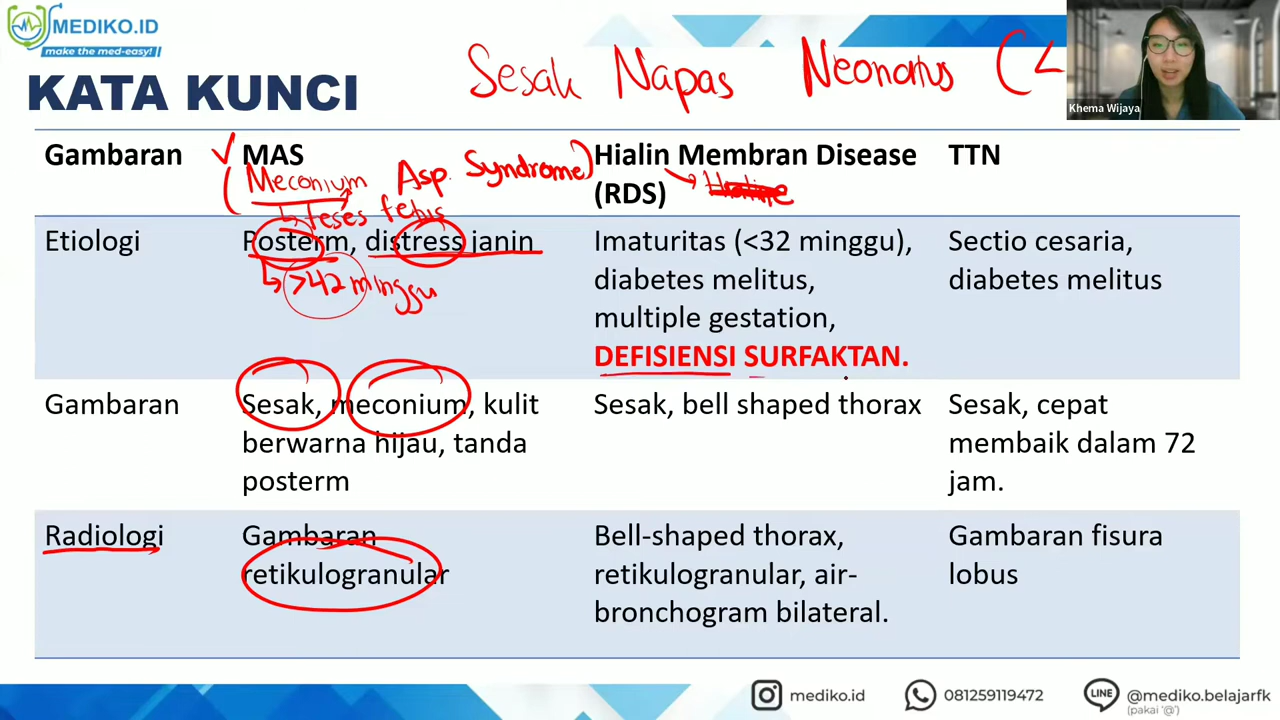 MEDIKO.ID
make the med-easy!
KATA KUNCI
Sesak Napas Neonatus (<
Khema Wijaya
Gambaran
MAS
(Meconium Asp. Syndrome)
↳ feses fetus
Hialin Membran Disease
(RDS)
TTN
Etiologi
Posterm, distress janin
↳ >42 minggu
Imaturitas (<32 minggu),
diabetes melitus,
multiple gestation,
DEFISIENSI SURFAKTAN.
Sectio cesaria,
diabetes melitus
Gambaran
Sesak, meconium, kulit
berwarna hijau, tanda
posterm
Sesak, bell shaped thorax
Sesak, cepat
membaik dalam 72
jam.
Radiologi
Gambaran
retikulogranular
Bell-shaped thorax,
retikulogranular, air-
bronchogram bilateral.
Gambaran fisura
lobus
mediko.id
081259119472
LINE
@mediko.belajarfk
(pakai '@')